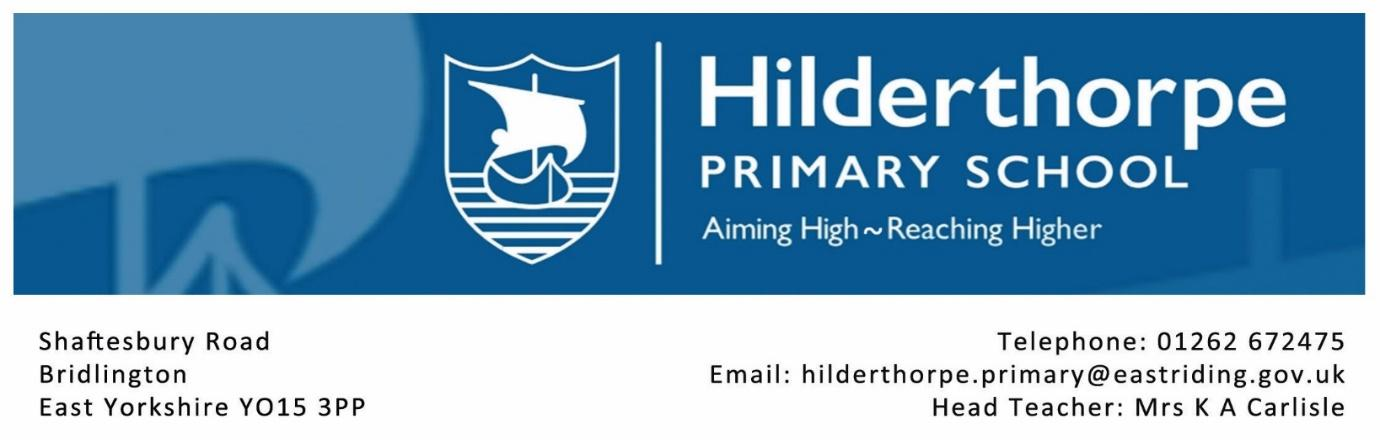 Hilderthorpe
PRIMARY SCHOOL
Aiming High~Reaching Higher
Shaftesbury Road
Bridlington
East Yorkshire YO15 3PP
Telephone: 01262 672475
Email: hilderthorpe.primary@eastriding.gov.uk
Head Teacher: Mrs K A Carlisle